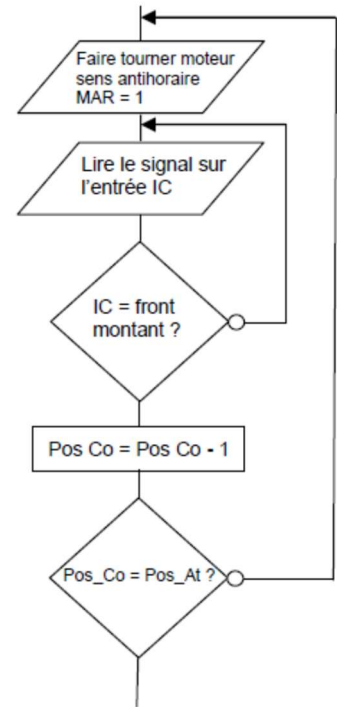 Faire tourner moteur
sens antihoraire
MAR = 1
Lire le signal sur
l'entrée IC
IC = front
montant ?
Pos Co = Pos Co - 1
Pos_Co = Pos_At ?